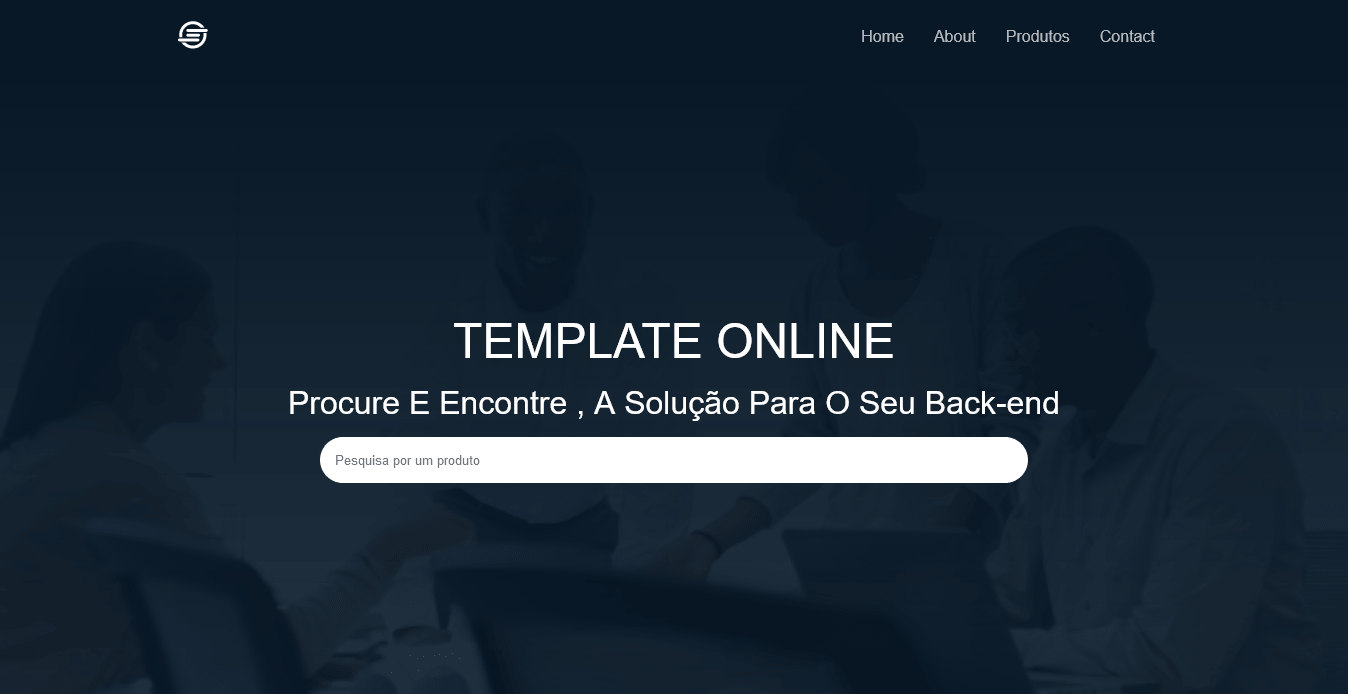 Home About Produtos Contact
TEMPLATE ONLINE
Procure E Encontre , A Solução Para O Seu Back-end
Pesquisa por um produto